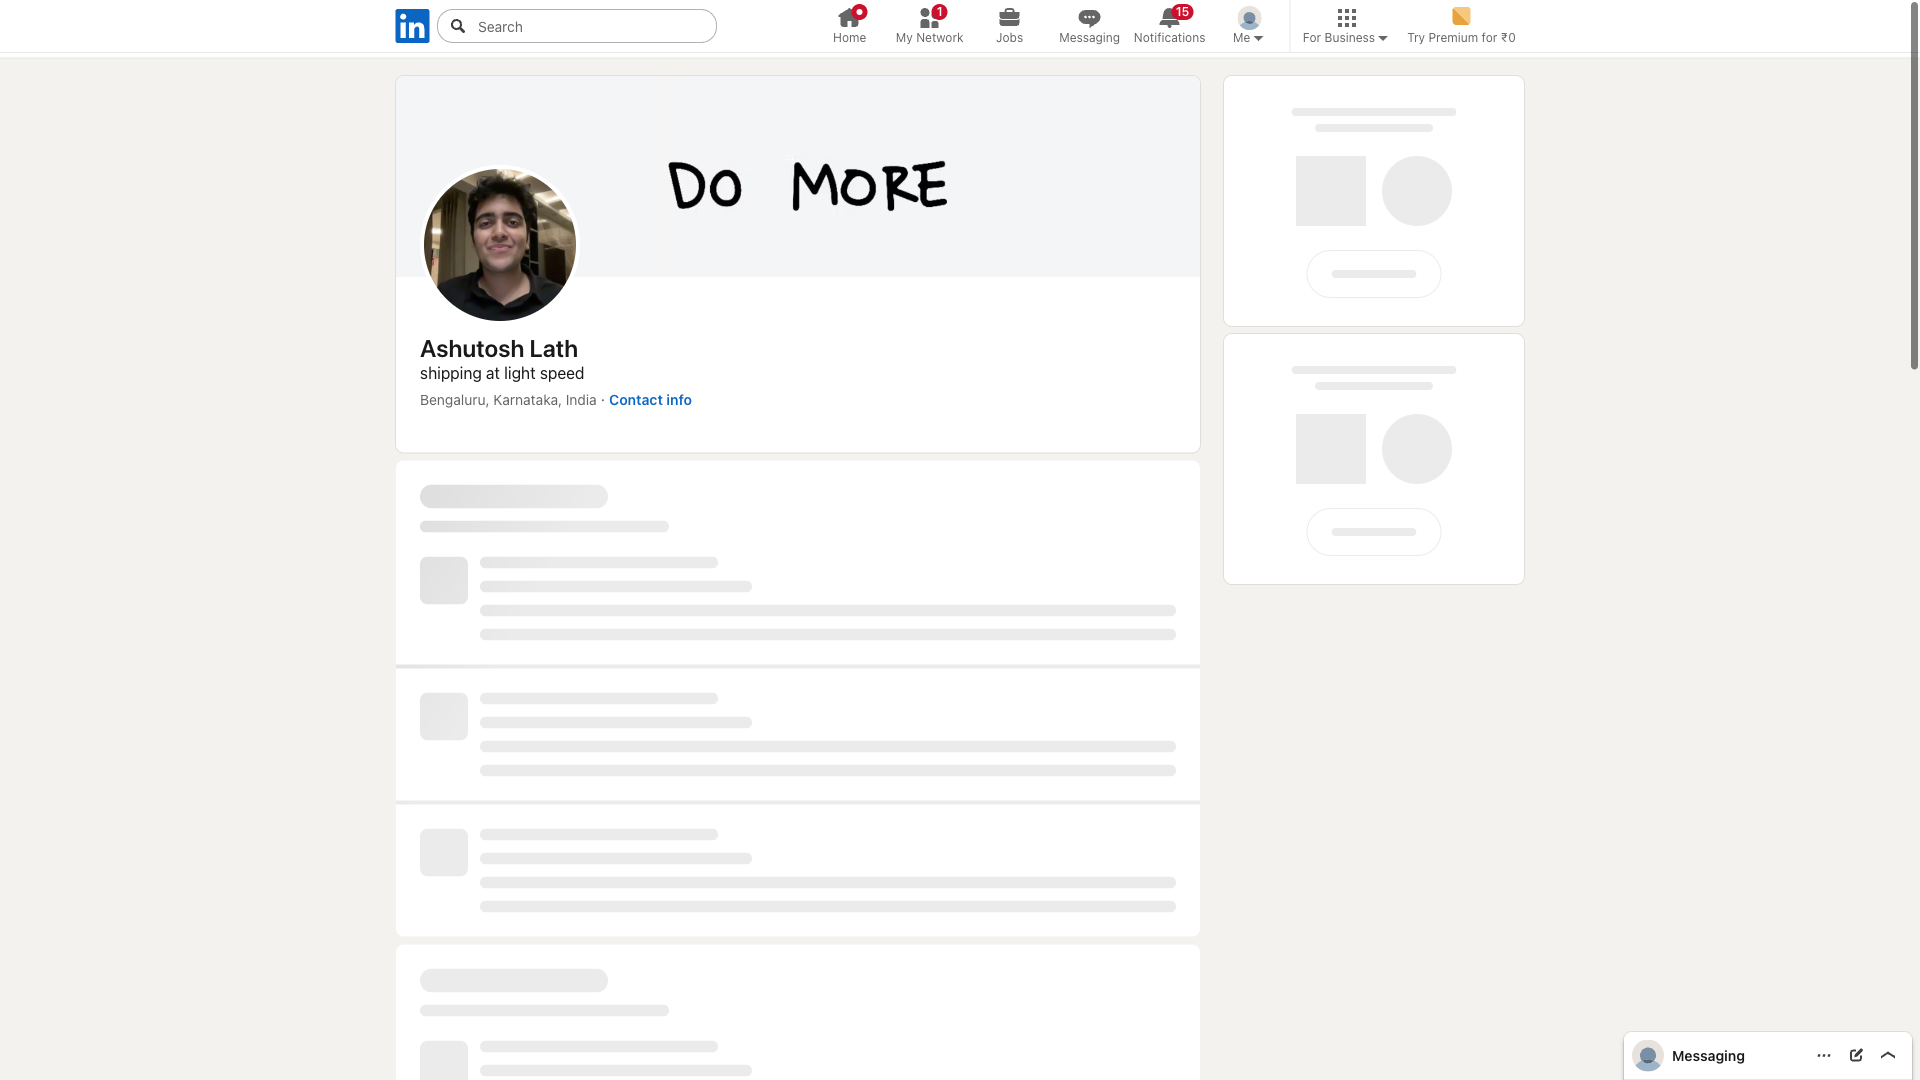 in
Search
Home
1
My Network
Jobs
Messaging
15
Notifications
Me
For Business
Try Premium for ₹0
DO MORE
Ashutosh Lath
shipping at light speed
Bengaluru, Karnataka, India · Contact info
Messaging